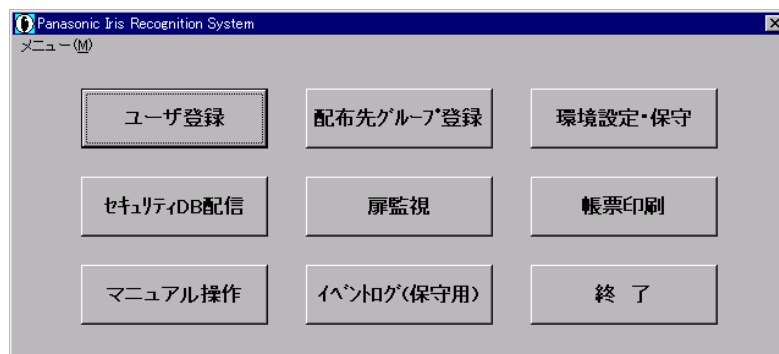 Panasonic Iris Recognition System
メニュー(M)
ユーザ登録
配布先ｸﾞﾙｰﾌﾟ登録
環境設定・保守
ｾｷｭﾘﾃｨDB配信
扉監視
帳票印刷
マニュアル操作
ｲﾍﾞﾝﾄﾛｸﾞ(保守用)
終 了